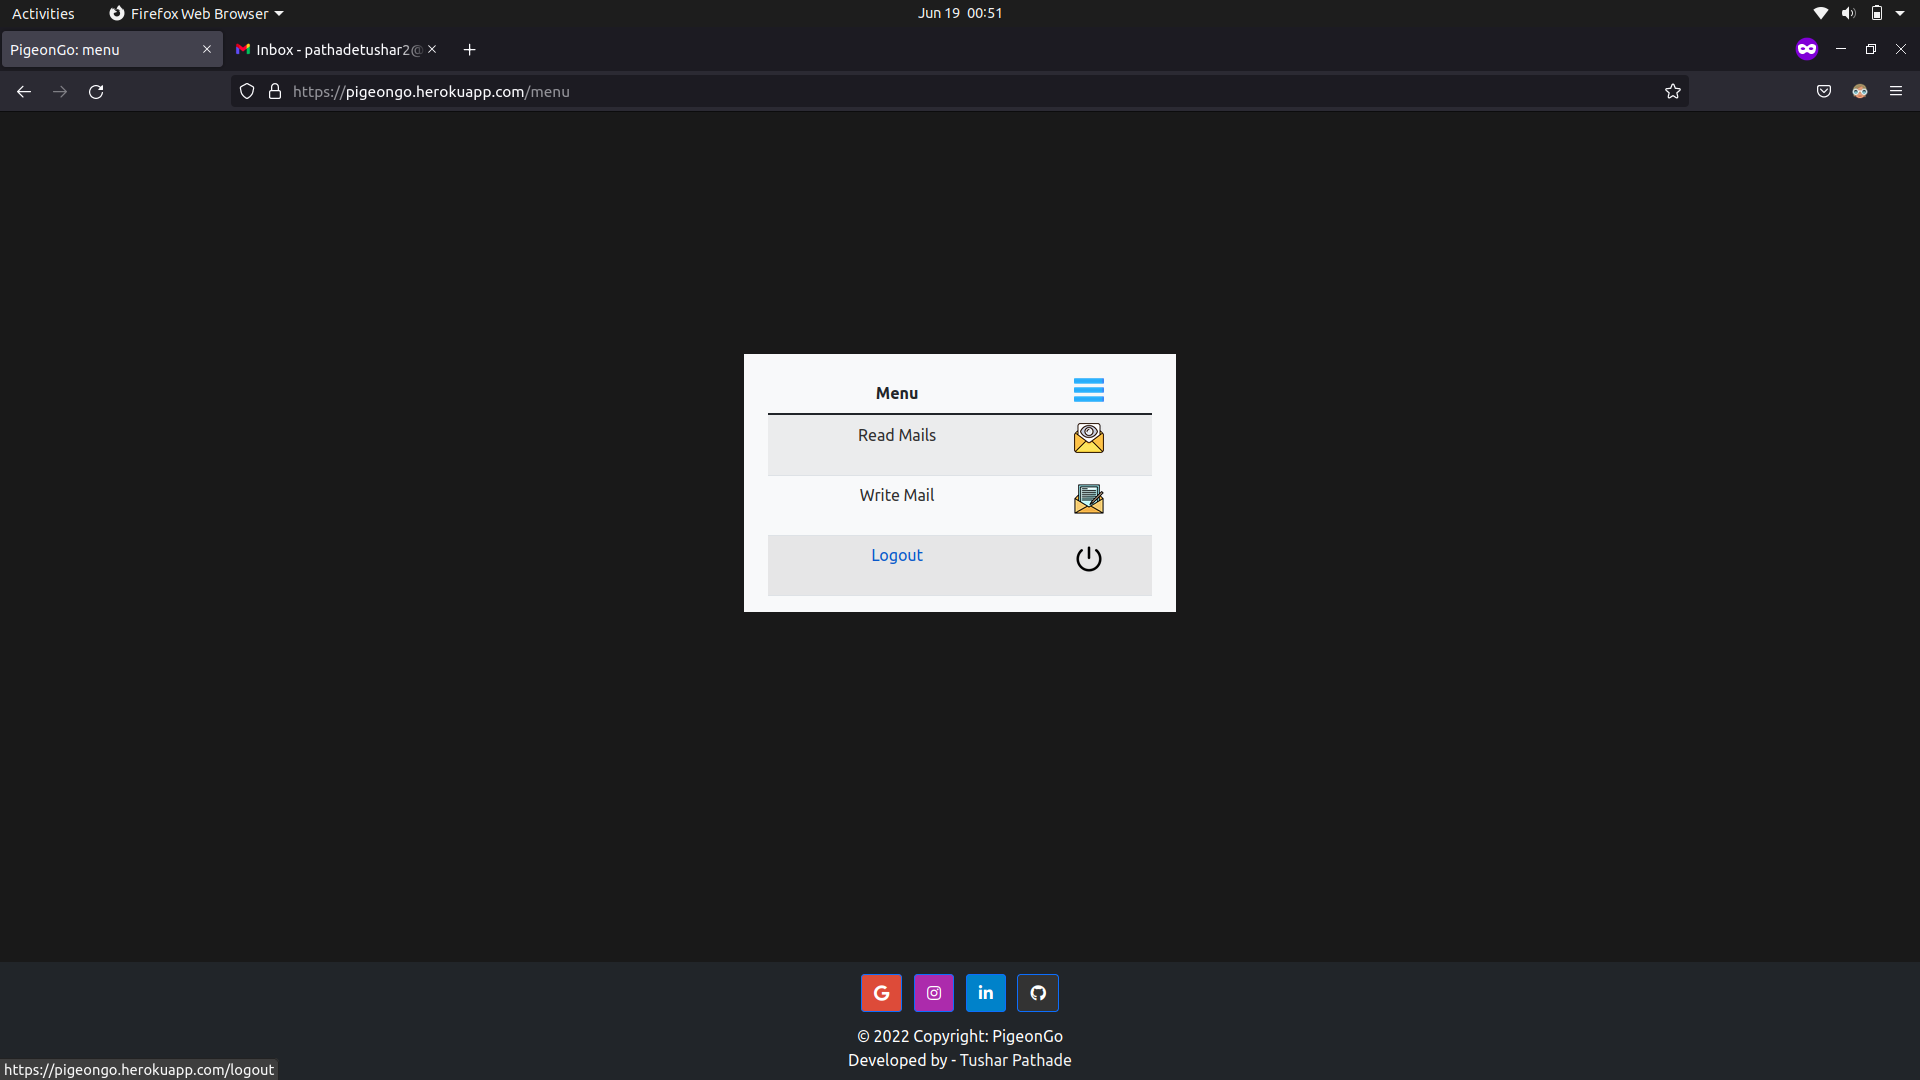 Activities
Firefox Web Browser
Jun 19 00:51
PigeonGo: menu
Inbox - pathadetushar2@
https://pigeongo.herokuapp.com/menu
Menu
Read Mails
Write Mail
Logout
G
in
© 2022 Copyright: PigeonGo
Developed by - Tushar Pathade
https://pigeongo.herokuapp.com/logout